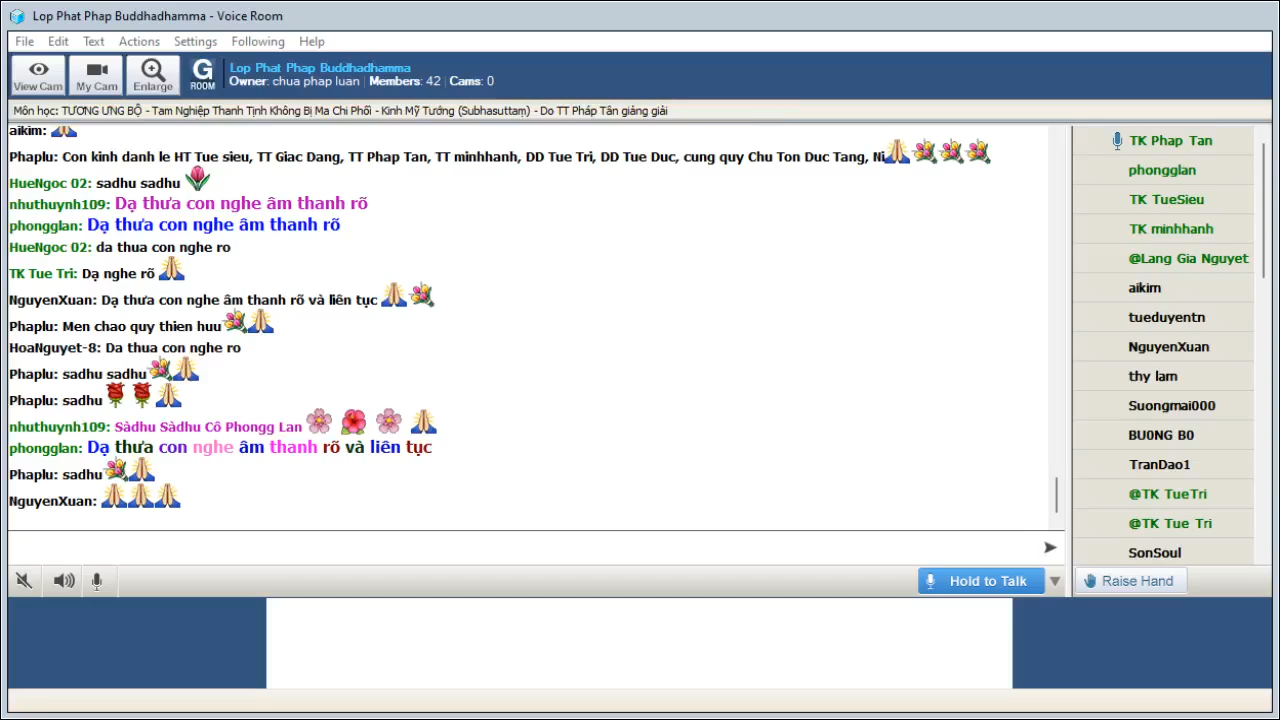 Lop Phat Phap Buddhadhamma - Voice Room
File Edit Text Actions Settings Following Help
View Cam My Cam Enlarge G ROOM
Lop Phat Phap Buddhadhamma
Owner: chua phap luan Members: 42 Cams: 0
Môn học: TƯƠNG ƯNG BỘ - Tam Nghiệp Thanh Tịnh Không Bị Ma Chi Phối - Kinh Mỹ Tướng (Subhasuttaṃ) - Do TT Pháp Tân giảng giải
aikim:
Phaplu: Con kinh danh le HT Tue sieu, TT Giac Dang, TT Phap Tan, TT minhhanh, DD Tue Tri, DD Tue Duc, cung quy Chu Ton Duc Tang, Ni
HueNgoc 02: sadhu sadhu
nhuthuynh109: Dạ thưa con nghe âm thanh rõ
phongglan: Dạ thưa con nghe âm thanh rõ
HueNgoc 02: da thua con nghe ro
TK Tue Tri: Dạ nghe rõ
NguyenXuan: Dạ thưa con nghe âm thanh rõ và liên tục
Phaplu: Men chao quy thien huu
HoaNguyet-8: Da thua con nghe ro
Phaplu: sadhu sadhu
Phaplu: sadhu
nhuthuynh109: Sàdhu Sàdhu Cô Phongg Lan
phongglan: Dạ thưa con nghe âm thanh rõ và liên tục
Phaplu: sadhu
NguyenXuan:
TK Phap Tan
phongglan
TK TueSieu
TK minhhanh
@Lang Gia Nguyet
aikim
tueduyentn
NguyenXuan
thy lam
Suongmai000
BU0NG B0
TranDao1
@TK TueTri
@TK Tue Tri
SonSoul
Hold to Talk
Raise Hand